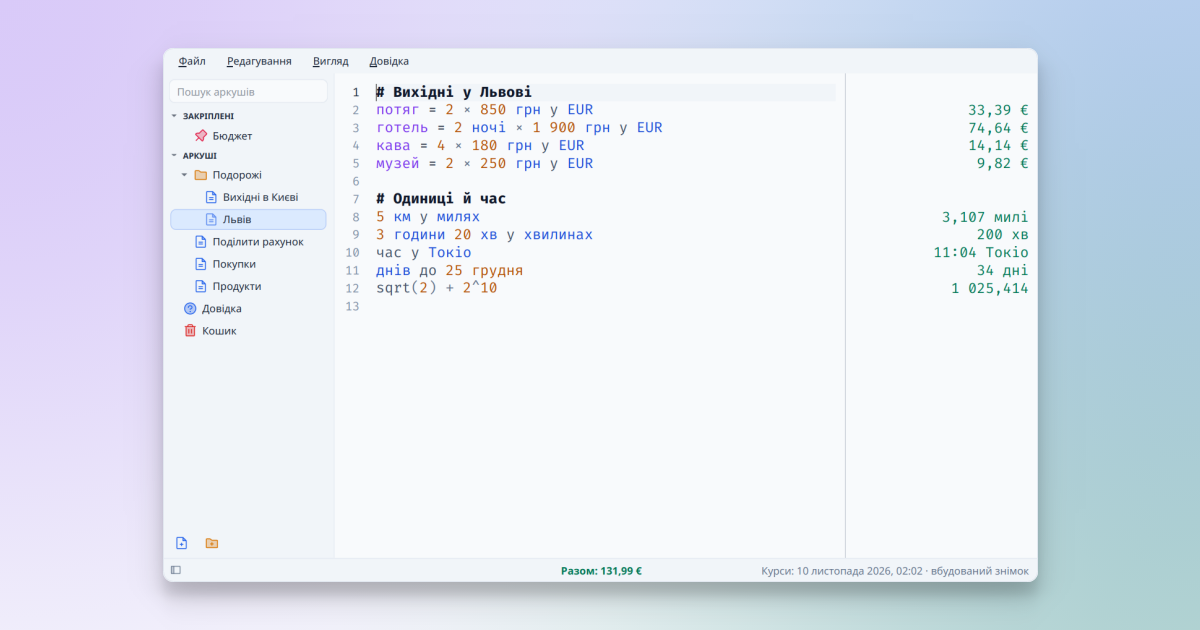 Файл Редагування Вигляд Довідка
Пошук аркушів
ЗАКРІПЛЕНІ
Бюджет
АРКУШІ
Подорожі
Вихідні в Києві
Львів
Поділити рахунок
Покупки
Продукти
Довідка
Кошик
1 # Вихідні у Львові
2 потяг = 2 × 850 грн у EUR 33,39 €
3 готель = 2 ночі × 1 900 грн у EUR 74,64 €
4 кава = 4 × 180 грн у EUR 14,14 €
5 музей = 2 × 250 грн у EUR 9,82 €
6
7 # Одиниці й час
8 5 км у милях 3,107 милі
9 3 години 20 хв у хвилинах 200 хв
10 час у Токіо 11:04 Токіо
11 днів до 25 грудня 34 дні
12 sqrt(2) + 2^10 1 025,414
13
Разом: 131,99 € Курси: 10 листопада 2026, 02:02 · вбудований знімок